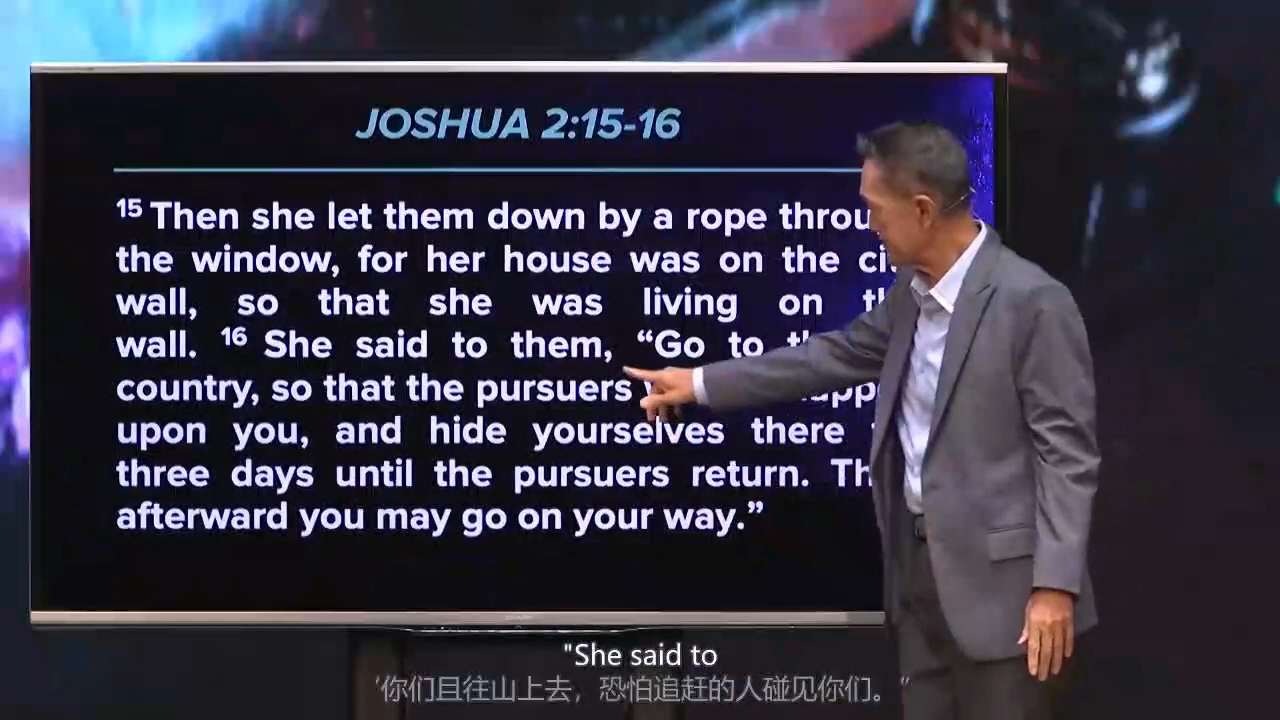 JOSHUA 2:15-16
15 Then she let them down by a rope
the window, for her house was on the
wall, so that she was living on
wall. 16 She said to them, “Go to
country, so that the pursuers
upon you, and hide yourselves there
three days until the pursuers return.
afterward you may go on your way.”
"She said to
‘你们且往山上去，恐怕追赶的人碰见你们。”